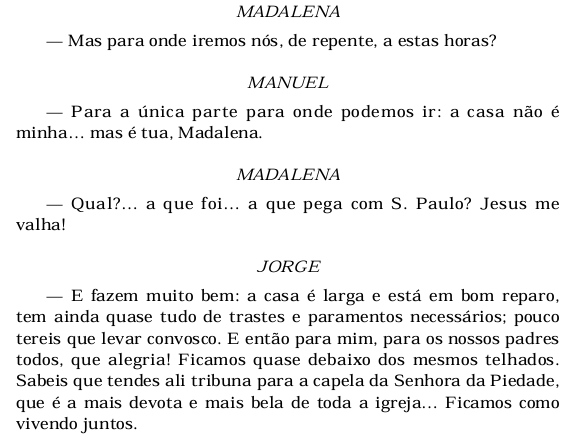 MADALENA
— Mas para onde iremos nós, de repente, a estas horas?
MANUEL
— Para a única parte para onde podemos ir: a casa não é
minha... mas é tua, Madalena.
MADALENA
— Qual?... a que foi... a que pega com S. Paulo? Jesus me
valha!
JORGE
— E fazem muito bem: a casa é larga e está em bom reparo,
tem ainda quase tudo de trastes e paramentos necessários; pouco
tereis que levar convosco. E então para mim, para os nossos padres
todos, que alegria! Ficamos quase debaixo dos mesmos telhados.
Sabeis que tendes ali tribuna para a capela da Senhora da Piedade,
que é a mais devota e mais bela de toda a igreja... Ficamos como
vivendo juntos.